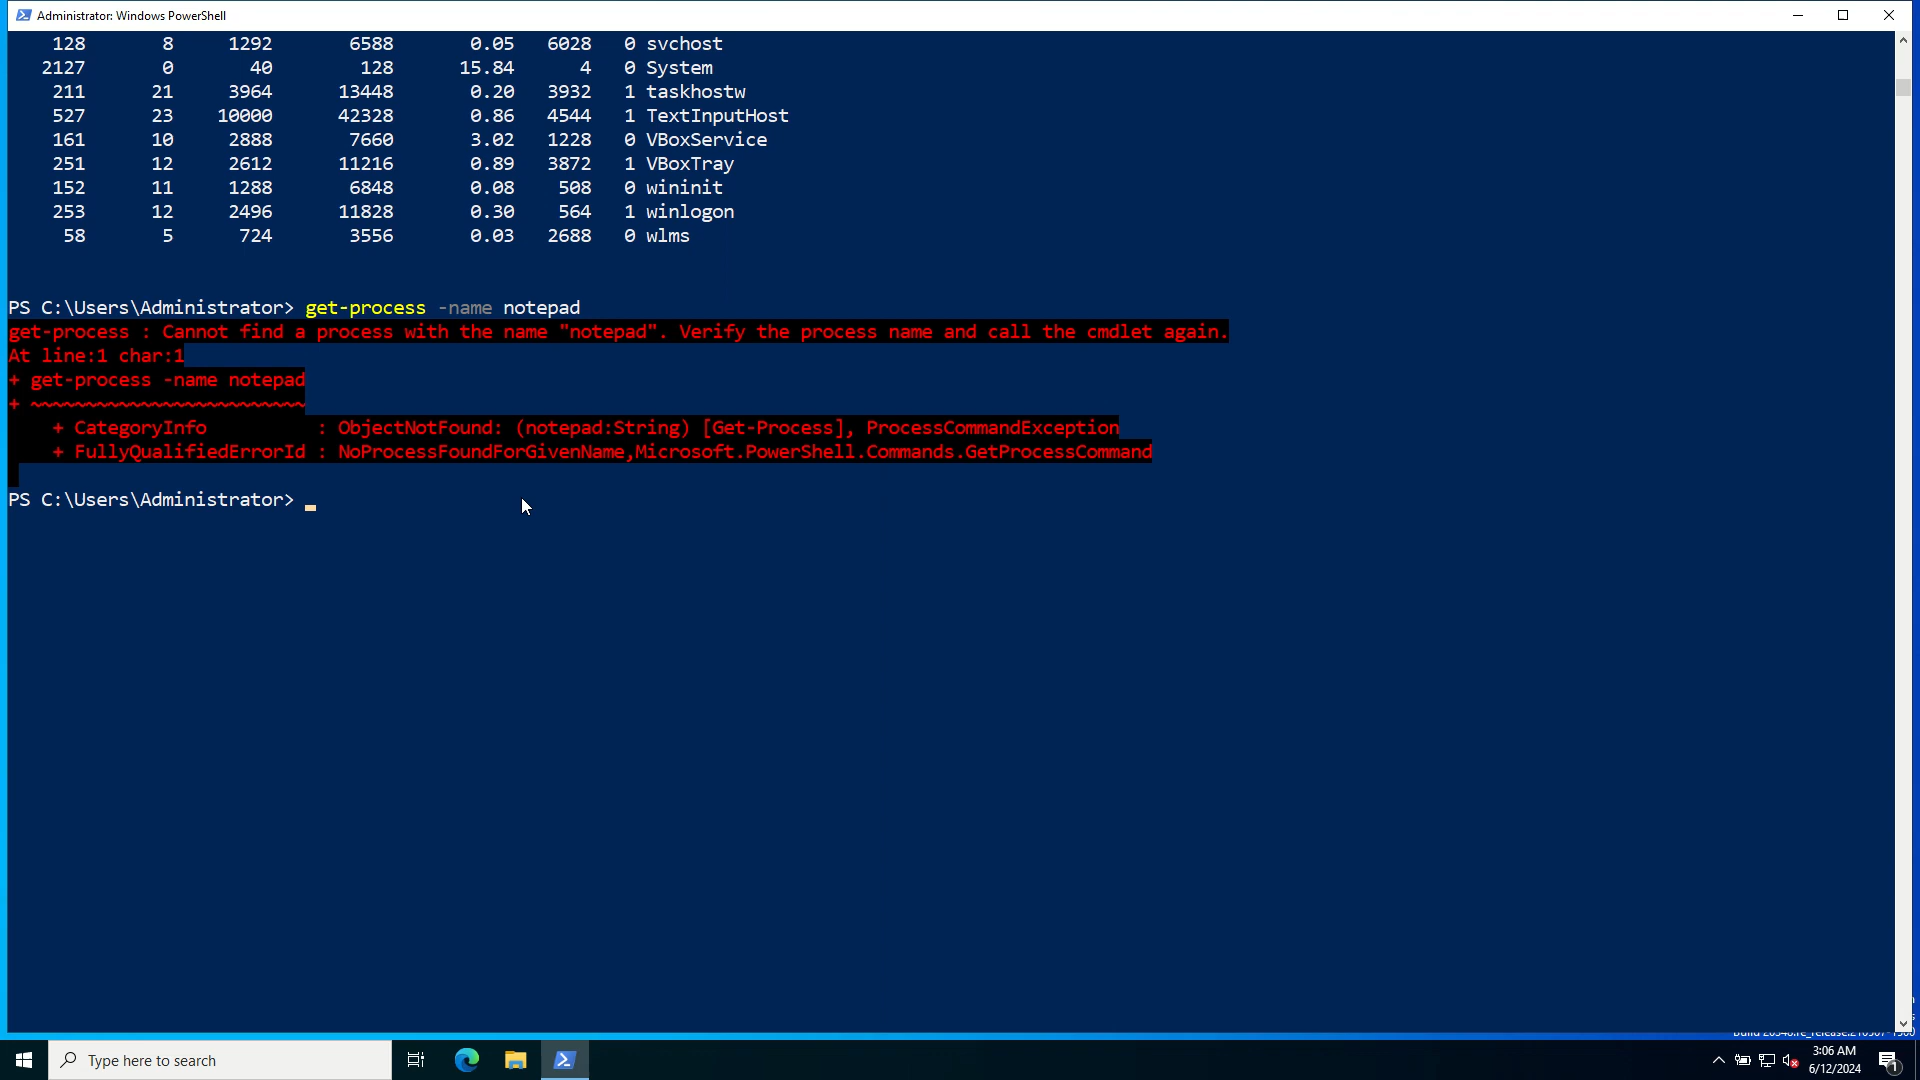 Administrator: Windows PowerShell
128 8 1292 6588 0.05 6028 0 svchost
2127 0 40 128 15.84 4 0 System
211 21 3964 13448 0.20 3932 1 taskhostw
527 23 10000 42328 0.86 4544 1 TextInputHost
161 10 2888 7660 3.02 1228 0 VBoxService
251 12 2612 11216 0.89 3872 1 VBoxTray
152 11 1288 6848 0.08 508 0 wininit
253 12 2496 11828 0.30 564 1 winlogon
58 5 724 3556 0.03 2688 0 wlms
PS C:\Users\Administrator> get-process -name notepad
get-process : Cannot find a process with the name "notepad". Verify the process name and call the cmdlet again.
At line:1 char:1
+ get-process -name notepad
+ ~~~~~~~~~~~~~~~~~~~~~~~~~
+ CategoryInfo : ObjectNotFound: (notepad:String) [Get-Process], ProcessCommandException
+ FullyQualifiedErrorId : NoProcessFoundForGivenName,Microsoft.PowerShell.Commands.GetProcessCommand
PS C:\Users\Administrator> _
Type here to search
3:06 AM
6/12/2024
1